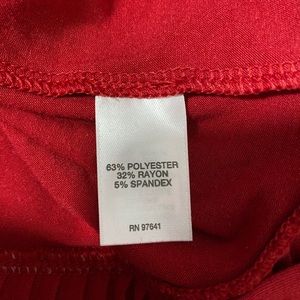 63% POLYESTER
32% RAYON
5% SPANDEX
RN 97641